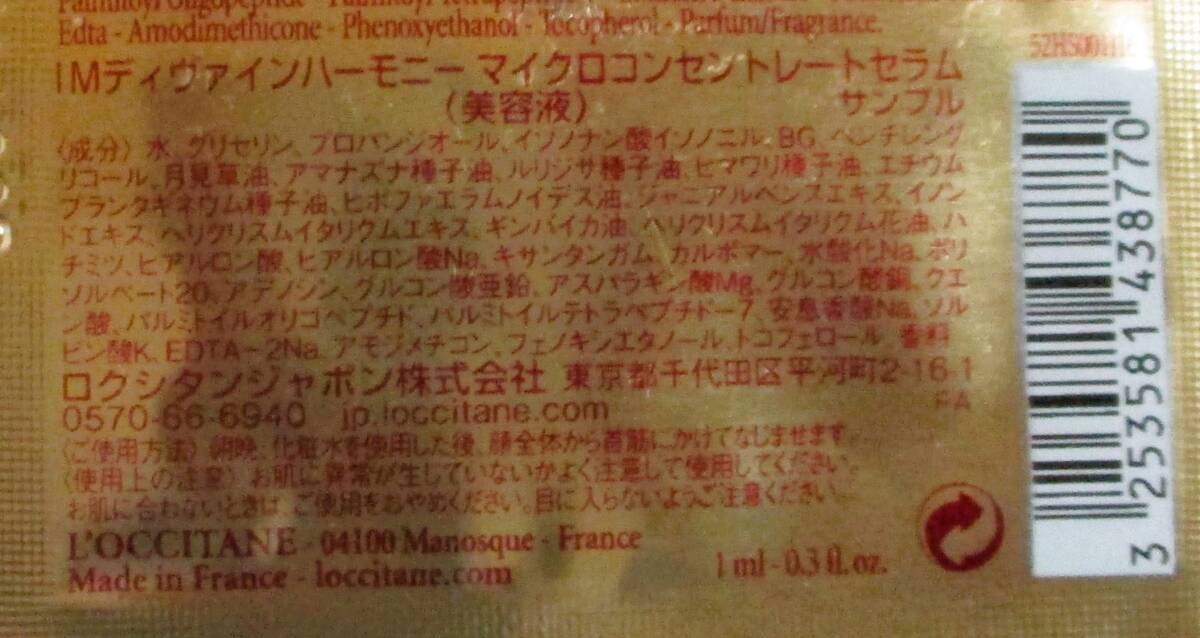 Edta - Amodimethicone - Phenoxyethanol - Tocopherol - Parfum/Fragrance.
IMディヴァインハーモニー マイクロコンセントレートセラム
(美容液) サンプル
〈成分〉水、グリセリン、プロパンジオール、イソノナン酸イソノニル、BG、ペンチレング
リコール、月見草油、アマナズナ種子油、ルリジサ種子油、ヒマワリ種子油、エチウム
プランタギネウム種子油、ヒポファエラムノイデス油、ジャニアルベンスエキス、イノン
ドエキス、ヘリクリスムイタリクムエキス、ギンバイカ油、ヘリクリスムイタリクム花油、ハ
チミツ、ヒアルロン酸、ヒアルロン酸Na、キサンタンガム、カルボマー、水酸化Na、ポリ
ソルベート20、アデノシン、グルコン酸亜鉛、アスパラギン酸Mg、グルコン酸銅、クエ
ン酸、パルミトイルオリゴペプチド、パルミトイルテトラペプチド-7、安息香酸Na、ソル
ビン酸K、EDTA-2Na、アモジメチコン、フェノキシエタノール、トコフェロール、香料
ロクシタンジャポン株式会社 東京都千代田区平河町2-16-1
0570-66-6940 jp.loccitane.com FA
〈ご使用方法〉朝晩、化粧水を使用した後、顔全体から首筋にかけてなじませます。
〈使用上の注意〉お肌に異常が生じていないかよく注意して使用してください。
お肌に合わないときは、ご使用をおやめください。目に入らないようご注意ください。
L'OCCITANE - 04100 Manosque - France
Made in France - loccitane.com
1 ml - 0.3 fl. oz.
3 253581 438770